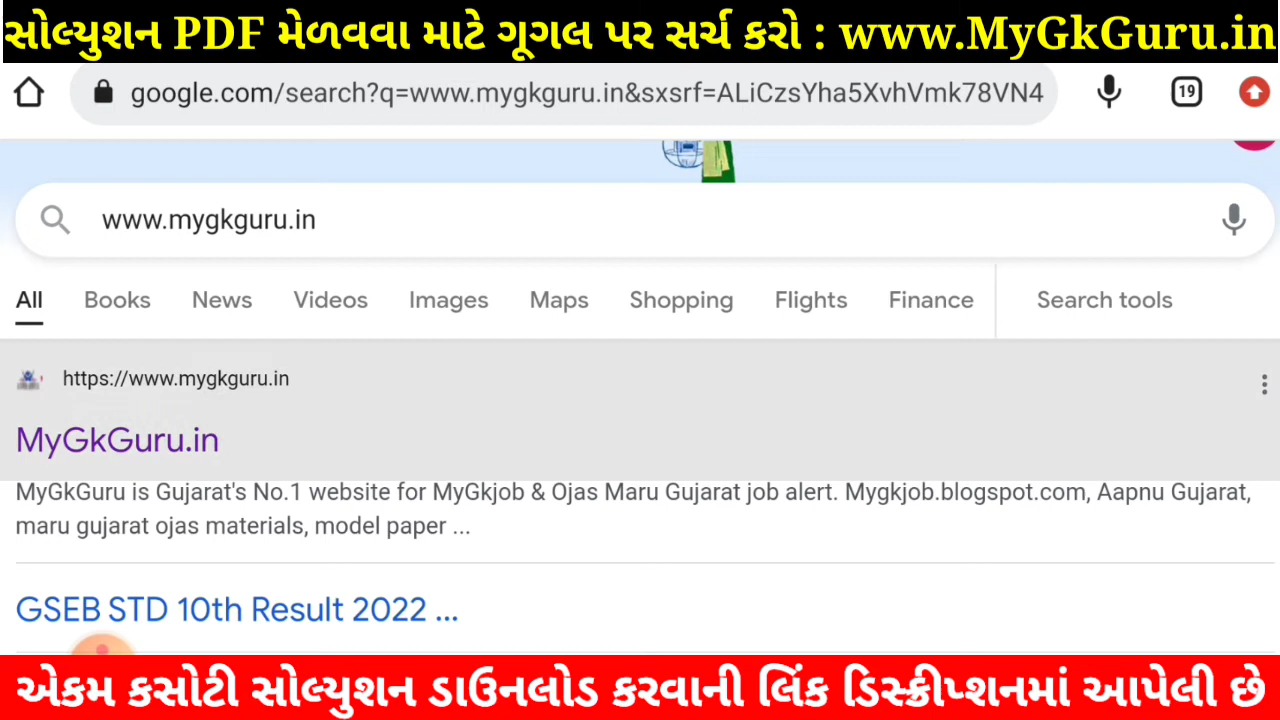 સોલ્યુશન PDF મેળવવા માટે ગૂગલ પર સર્ચ કરો : www.MyGkGuru.in
google.com/search?q=www.mygkguru.in&sxsrf=ALiCzsYha5XvhVmk78VN4
19
www.mygkguru.in
All Books News Videos Images Maps Shopping Flights Finance Search tools
https://www.mygkguru.in
MyGkGuru.in
MyGkGuru is Gujarat's No.1 website for MyGkjob & Ojas Maru Gujarat job alert. Mygkjob.blogspot.com, Aapnu Gujarat,
maru gujarat ojas materials, model paper ...
GSEB STD 10th Result 2022 ...
એકમ કસોટી સોલ્યુશન ડાઉનલોડ કરવાની લિંક ડિસ્ક્રીપ્શનમાં આપેલી છે